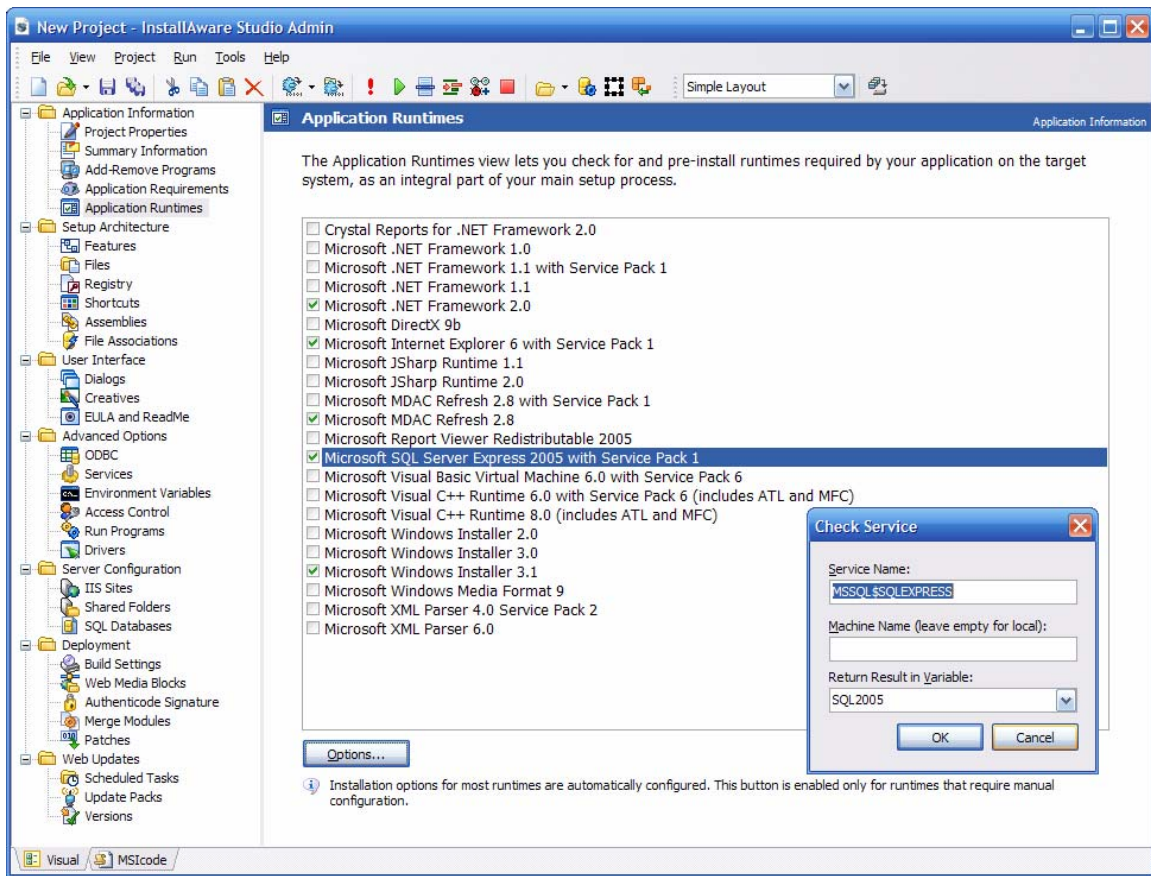 New Project - InstallAware Studio Admin
File View Project Run Tools Help
Simple Layout
Application Information
Project Properties
Summary Information
Add-Remove Programs
Application Requirements
Application Runtimes
Setup Architecture
Features
Files
Registry
Shortcuts
Assemblies
File Associations
User Interface
Dialogs
Creatives
EULA and ReadMe
Advanced Options
ODBC
Services
Environment Variables
Access Control
Run Programs
Drivers
Server Configuration
IIS Sites
Shared Folders
SQL Databases
Deployment
Build Settings
Web Media Blocks
Authenticode Signature
Merge Modules
Patches
Web Updates
Scheduled Tasks
Update Packs
Versions
Visual MSIcode
Application Runtimes
Application Information
The Application Runtimes view lets you check for and pre-install runtimes required by your application on the target
system, as an integral part of your main setup process.
Crystal Reports for .NET Framework 2.0
Microsoft .NET Framework 1.0
Microsoft .NET Framework 1.1 with Service Pack 1
Microsoft .NET Framework 1.1
Microsoft .NET Framework 2.0
Microsoft DirectX 9b
Microsoft Internet Explorer 6 with Service Pack 1
Microsoft JSharp Runtime 1.1
Microsoft JSharp Runtime 2.0
Microsoft MDAC Refresh 2.8 with Service Pack 1
Microsoft MDAC Refresh 2.8
Microsoft Report Viewer Redistributable 2005
Microsoft SQL Server Express 2005 with Service Pack 1
Microsoft Visual Basic Virtual Machine 6.0 with Service Pack 6
Microsoft Visual C++ Runtime 6.0 with Service Pack 6 (includes ATL and MFC)
Microsoft Visual C++ Runtime 8.0 (includes ATL and MFC)
Microsoft Windows Installer 2.0
Microsoft Windows Installer 3.0
Microsoft Windows Installer 3.1
Microsoft Windows Media Format 9
Microsoft XML Parser 4.0 Service Pack 2
Microsoft XML Parser 6.0
Options...
Installation options for most runtimes are automatically configured. This button is enabled only for runtimes that require manual
configuration.
Check Service
Service Name:
MSSQL$SQLEXPRESS
Machine Name (leave empty for local):
Return Result in Variable:
SQL2005
OK Cancel